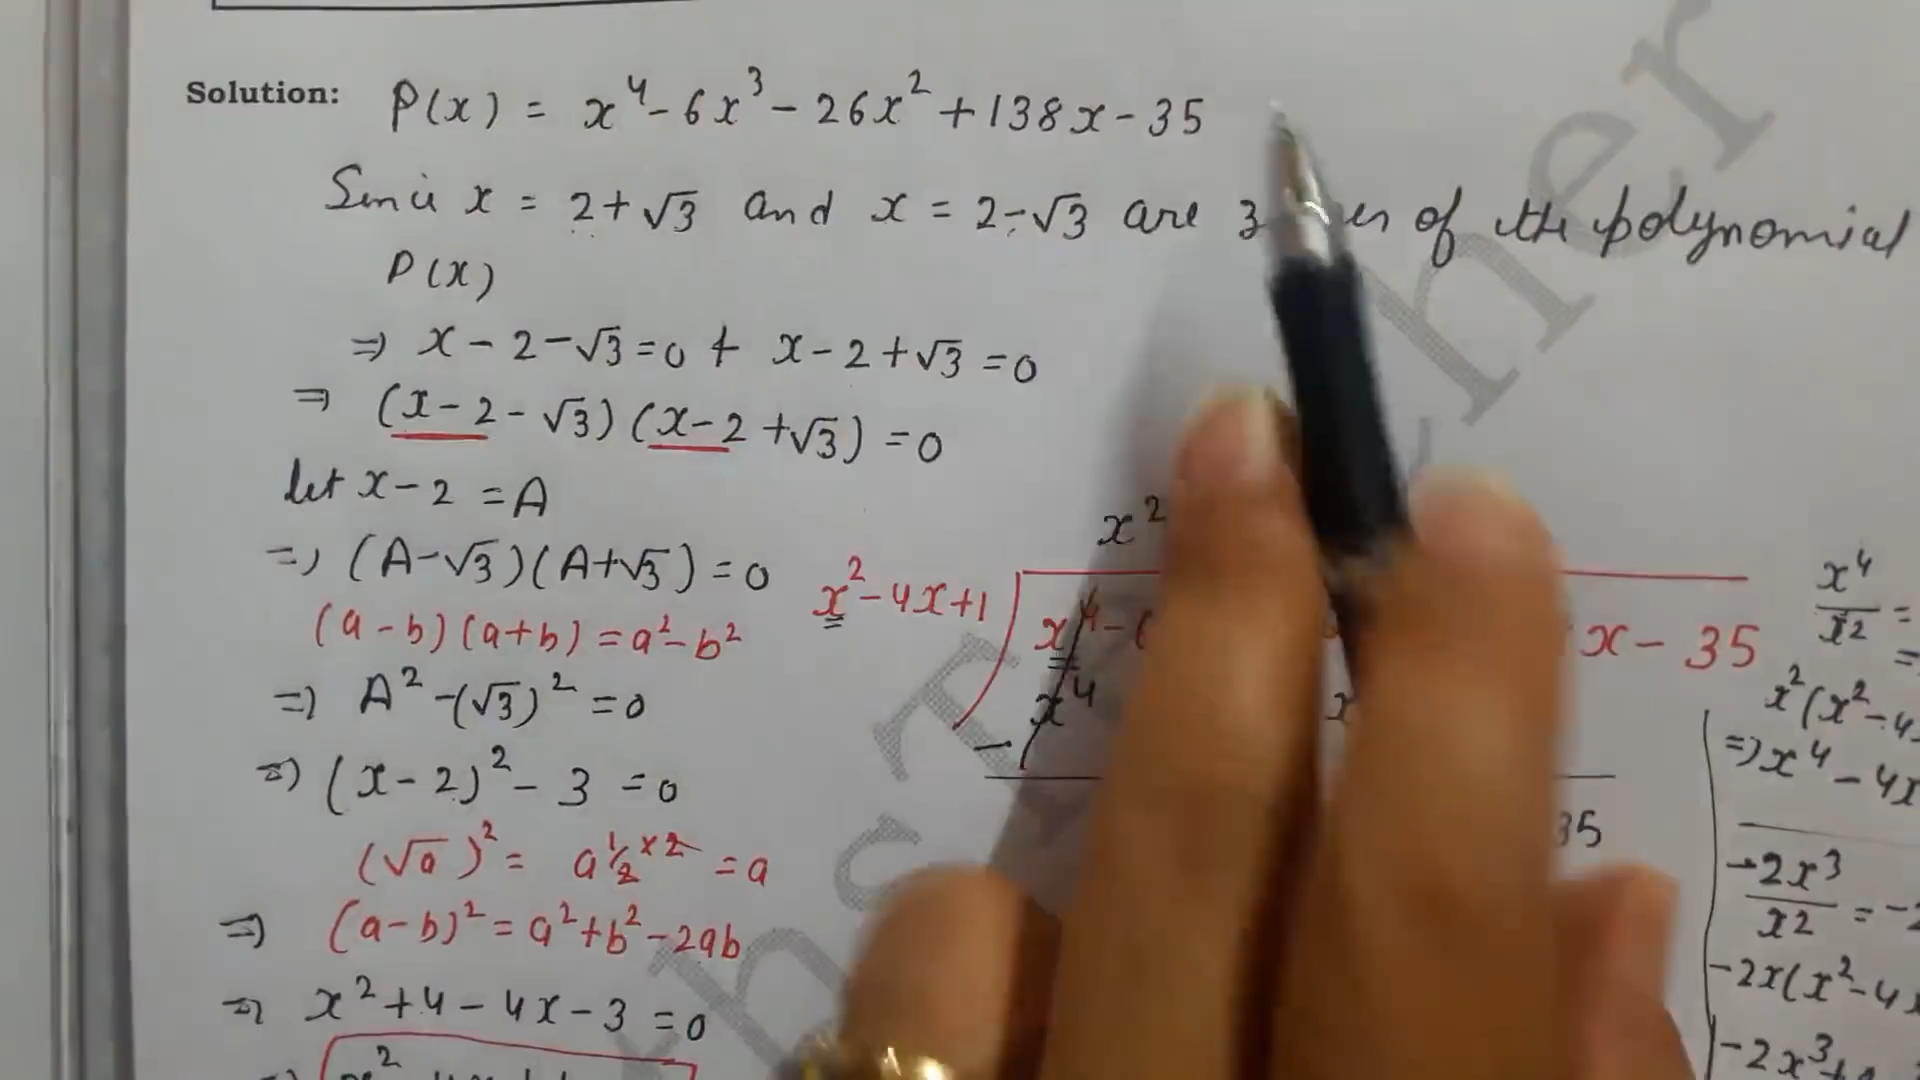 Solution: P(x) = x⁴ - 6x³ - 26x² + 138x - 35
x = 2 + √3 and x = 2 - √3 are of the polynomial
P(x)
⇒ x - 2 - √3 = 0 + x - 2 + √3 = 0
⇒ (x - 2 - √3) (x - 2 + √3) = 0
let x - 2 = A
⇒ (A - √3) (A + √3) = 0
(a - b) (a + b) = a² - b²
⇒ A² - (√3)² = 0
⇒ (x - 2)² - 3 = 0
(√a)² = a^(1/2 × 2) = a
⇒ (a - b)² = a² + b² - 2ab
⇒ x² + 4 - 4x - 3 = 0
x²
x² - 4x + 1 ) x⁴ - x - 35
x⁴
-
35
x⁴/x² =
=
x²(x² - 4
⇒ x⁴ - 4x
-2x³/x² = -2
-2x(x² - 4x
-2x³ +